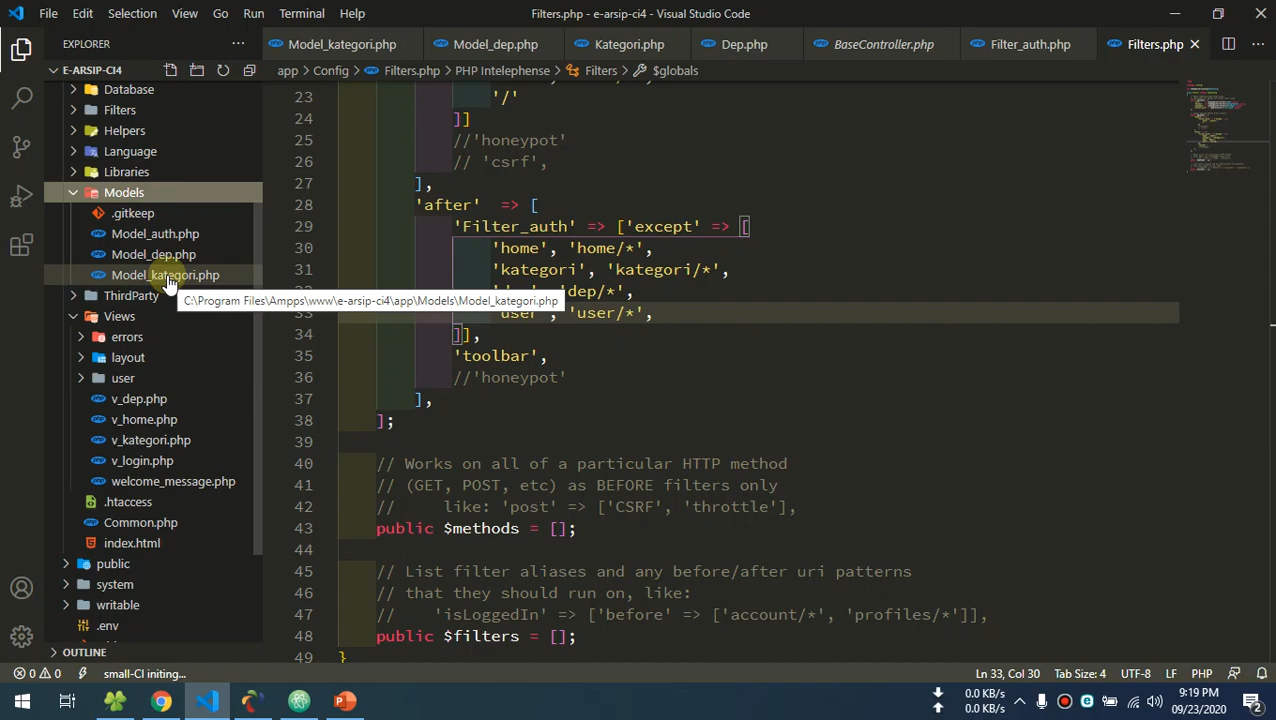 File Edit Selection View Go Run Terminal Help
Filters.php - e-arsip-ci4 - Visual Studio Code
EXPLORER
Model_kategori.php Model_dep.php Kategori.php Dep.php BaseController.php Filter_auth.php Filters.php
E-ARSIP-CI4
app > Config > Filters.php > PHP Intelephense > Filters > $globals
Database
Filters
Helpers
Language
Libraries
Models
.gitkeep
Model_auth.php
Model_dep.php
Model_kategori.php
ThirdParty
Views
errors
layout
user
v_dep.php
v_home.php
v_kategori.php
v_login.php
welcome_message.php
.htaccess
Common.php
index.html
public
system
writable
.env
OUTLINE
C:\Program Files\Ampps\www\e-arsip-ci4\app\Models\Model_kategori.php
23 '/'
24 ]]
25 //'honeypot'
26 // 'csrf',
27 ],
28 'after' => [
29 'Filter_auth' => ['except' => [
30 'home', 'home/*',
31 'kategori', 'kategori/*',
'dep/*',
33 'user', 'user/*',
34 ]],
35 'toolbar',
36 //'honeypot'
37 ],
38 ];
39
40 // Works on all of a particular HTTP method
41 // (GET, POST, etc) as BEFORE filters only
42 // like: 'post' => ['CSRF', 'throttle'],
43 public $methods = [];
44
45 // List filter aliases and any before/after uri patterns
46 // that they should run on, like:
47 // 'isLoggedIn' => ['before' => ['account/*', 'profiles/*']],
48 public $filters = [];
49 }
0 0 small-CI initing...
Ln 33, Col 30 Tab Size: 4 UTF-8 LF PHP
0.0 KB/s
0.0 KB/s
9:19 PM
09/23/2020
2